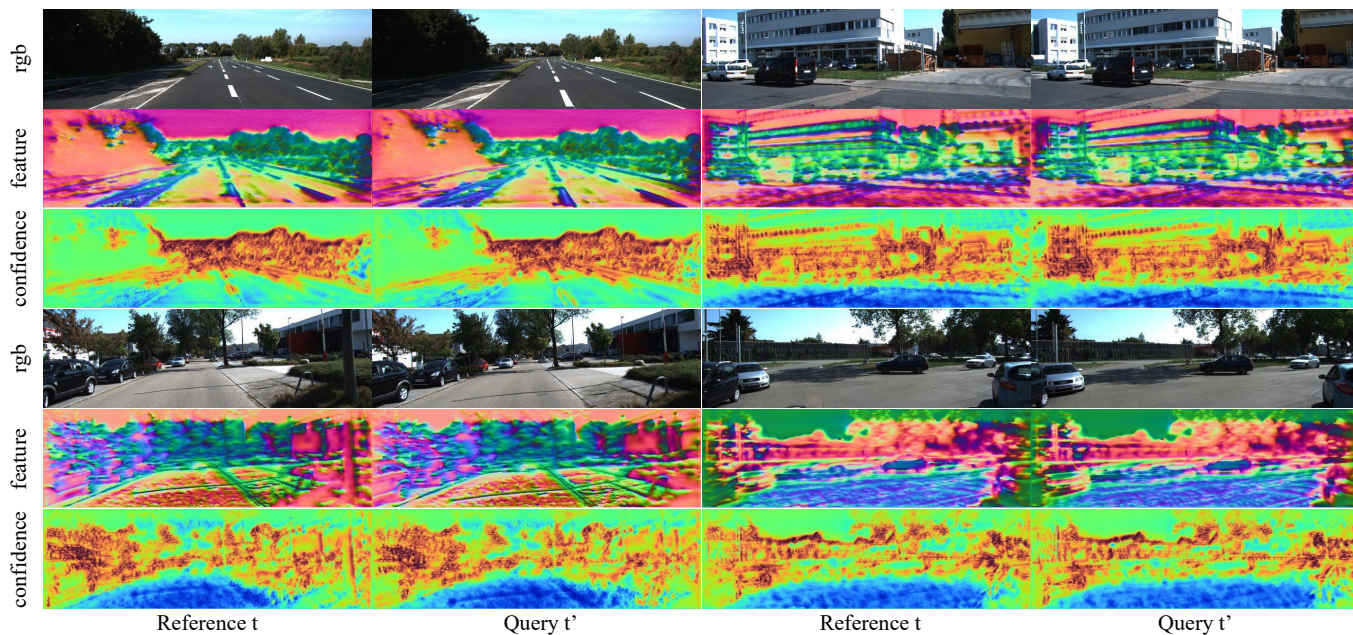 rgb
feature
confidence
rgb
feature
confidence
Reference t
Query t’
Reference t
Query t’